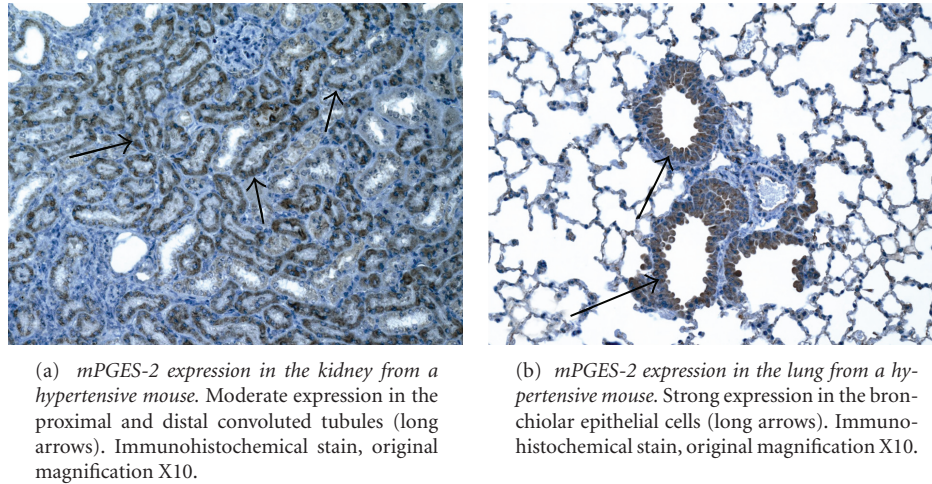 (a) mPGES-2 expression in the kidney from a
hypertensive mouse. Moderate expression in the
proximal and distal convoluted tubules (long
arrows). Immunohistochemical stain, original
magnification X10.
(b) mPGES-2 expression in the lung from a hy-
pertensive mouse. Strong expression in the bron-
chiolar epithelial cells (long arrows). Immuno-
histochemical stain, original magnification X10.